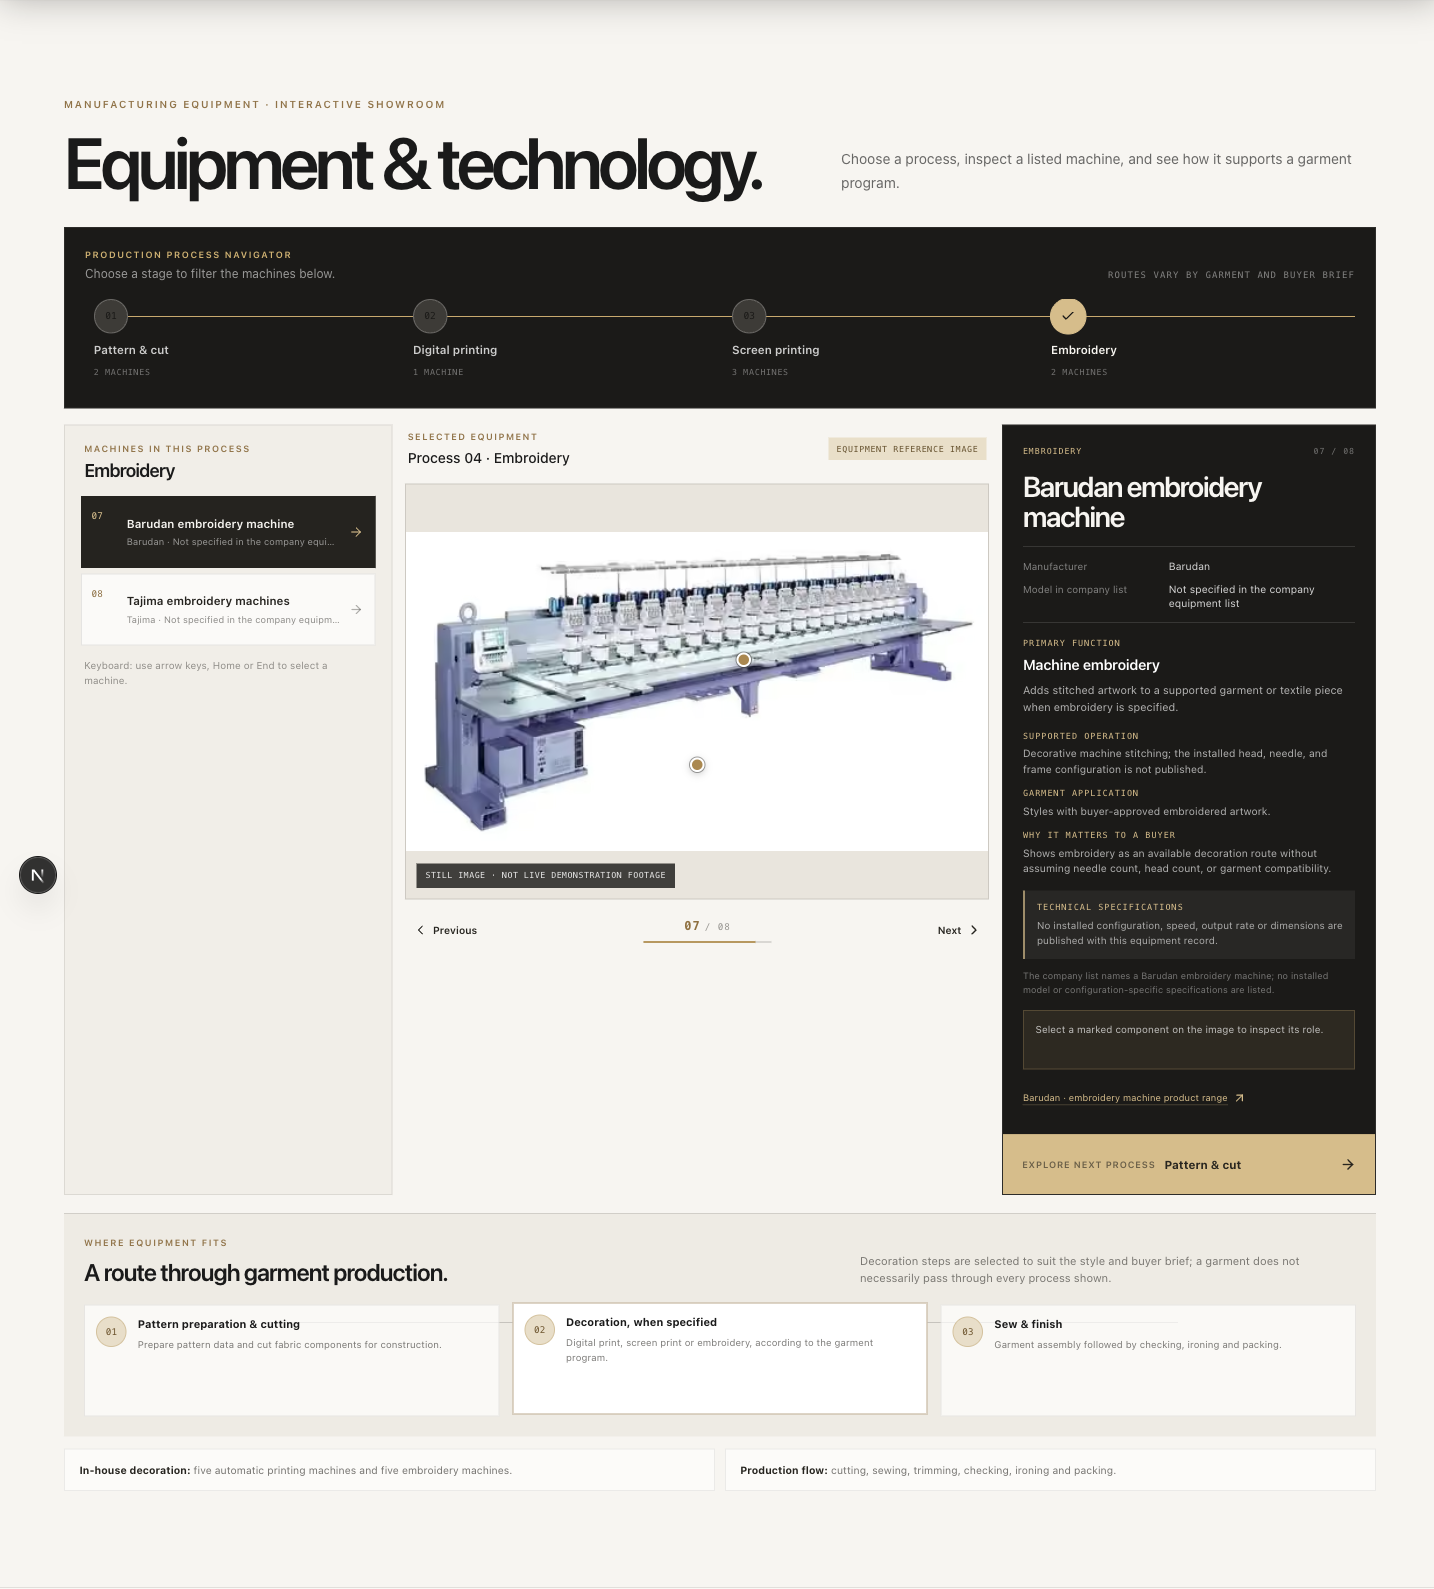 MANUFACTURING EQUIPMENT · INTERACTIVE SHOWROOM
Equipment & technology.
Choose a process, inspect a listed machine, and see how it supports a garment
program.
PRODUCTION PROCESS NAVIGATOR
Choose a stage to filter the machines below.
ROUTES VARY BY GARMENT AND BUYER BRIEF
01
02
03
Pattern & cut
Digital printing
Screen printing
Embroidery
2 MACHINES
1 MACHINE
3 MACHINES
2 MACHINES
MACHINES IN THIS PROCESS
Embroidery
07
Barudan embroidery machine
Barudan · Not specified in the company equi...
08
Tajima embroidery machines
Tajima · Not specified in the company equipm...
Keyboard: use arrow keys, Home or End to select a
machine.
SELECTED EQUIPMENT
Process 04 · Embroidery
EQUIPMENT REFERENCE IMAGE
STILL IMAGE · NOT LIVE DEMONSTRATION FOOTAGE
Previous
07 / 08
Next
EMBROIDERY
07 / 08
Barudan embroidery
machine
Manufacturer
Barudan
Model in company list
Not specified in the company
equipment list
PRIMARY FUNCTION
Machine embroidery
Adds stitched artwork to a supported garment or textile piece
when embroidery is specified.
SUPPORTED OPERATION
Decorative machine stitching; the installed head, needle, and
frame configuration is not published.
GARMENT APPLICATION
Styles with buyer-approved embroidered artwork.
WHY IT MATTERS TO A BUYER
Shows embroidery as an available decoration route without
assuming needle count, head count, or garment compatibility.
TECHNICAL SPECIFICATIONS
No installed configuration, speed, output rate or dimensions are
published with this equipment record.
The company list names a Barudan embroidery machine; no installed
model or configuration-specific specifications are listed.
Select a marked component on the image to inspect its role.
Barudan · embroidery machine product range
EXPLORE NEXT PROCESS Pattern & cut
N
WHERE EQUIPMENT FITS
A route through garment production.
Decoration steps are selected to suit the style and buyer brief; a garment does not
necessarily pass through every process shown.
01
Pattern preparation & cutting
Prepare pattern data and cut fabric components for construction.
02
Decoration, when specified
Digital print, screen print or embroidery, according to the garment
program.
03
Sew & finish
Garment assembly followed by checking, ironing and packing.
In-house decoration: five automatic printing machines and five embroidery machines.
Production flow: cutting, sewing, trimming, checking, ironing and packing.